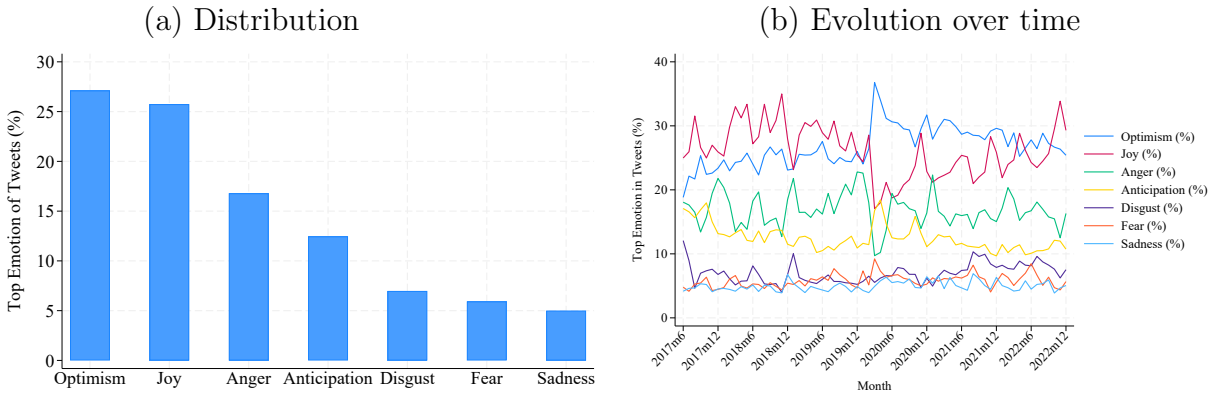 (a) Distribution
Top Emotion of Tweets (%)
30
25
20
15
10
5
0
Optimism Joy Anger Anticipation Disgust Fear Sadness
(b) Evolution over time
Top Emotion in Tweets (%)
40
30
20
10
0
2017m6 2017m12 2018m6 2018m12 2019m6 2019m12 2020m6 2020m12 2021m6 2021m12 2022m6 2022m12
Month
Optimism (%)
Joy (%)
Anger (%)
Anticipation (%)
Disgust (%)
Fear (%)
Sadness (%)